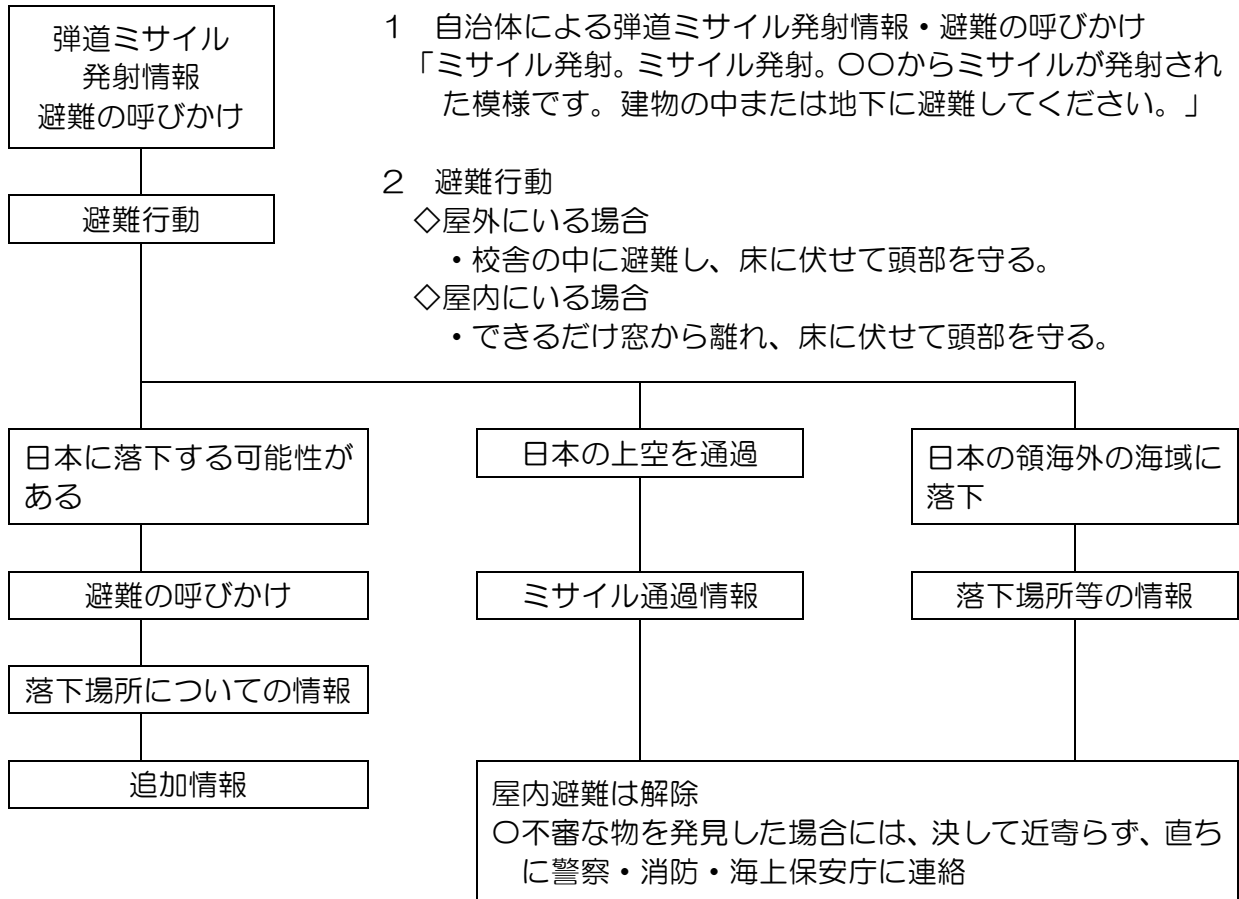 弾道ミサイル
発射情報
避難の呼びかけ
1 自治体による弾道ミサイル発射情報・避難の呼びかけ
「ミサイル発射。ミサイル発射。〇〇からミサイルが発射され
た模様です。建物の中または地下に避難してください。」
避難行動
2 避難行動
◇屋外にいる場合
・校舎の中に避難し、床に伏せて頭部を守る。
◇屋内にいる場合
・できるだけ窓から離れ、床に伏せて頭部を守る。
日本に落下する可能性が
ある
日本の上空を通過
日本の領海外の海域に
落下
避難の呼びかけ
ミサイル通過情報
落下場所等の情報
落下場所についての情報
追加情報
屋内避難は解除
〇不審な物を発見した場合には、決して近寄らず、直ち
に警察・消防・海上保安庁に連絡